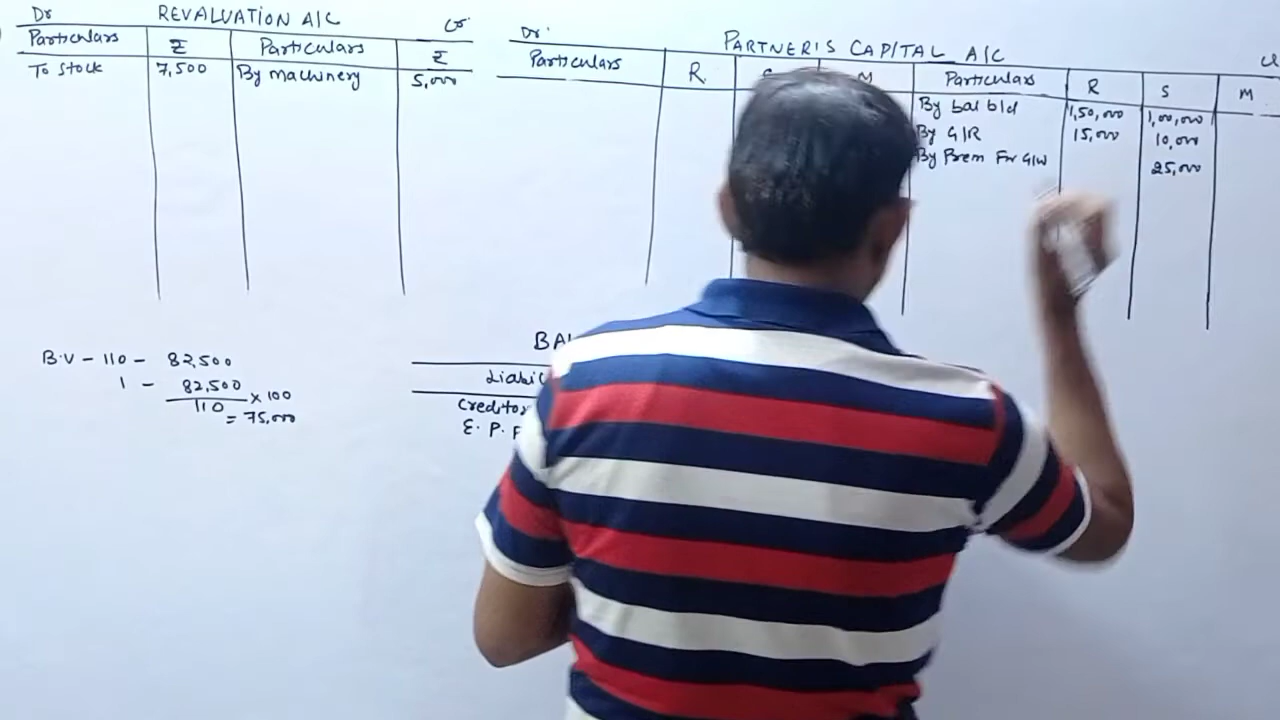 Dr REVALUATION A/C Cr
Particulars ₹ Particulars ₹
To Stock 7,500 By machinery 5,000
Dr. PARTNER'S CAPITAL A/C Cr
Particulars R. Particulars R S M
By bal b/d 1,50,000 1,00,000
By G/R 15,000 10,000
By Prem For G/W 25,000
B.V - 110 - 82,500
1 - 82,500
110 × 100
= 75,000
Creditor
E. P. F